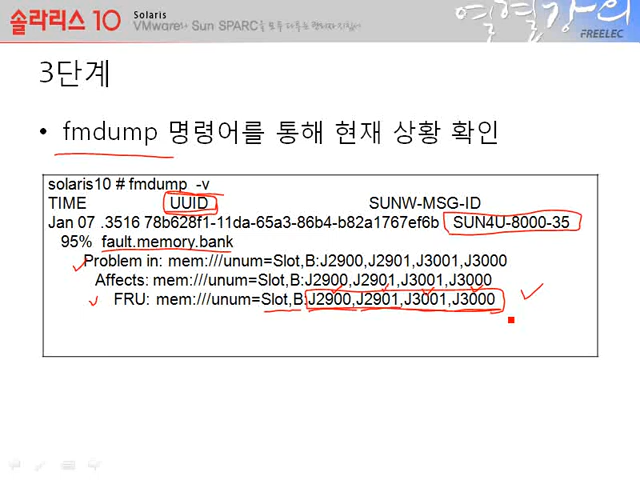 솔라리스 10
Solaris
VMware와 Sun SPARC를 모두 다루는 관리자 지침서
열혈강의
FREELEC
3단계
• fmdump 명령어를 통해 현재 상황 확인
solaris10 # fmdump -v
TIME UUID SUNW-MSG-ID
Jan 07 .3516 78b628f1-11da-65a3-86b4-b82a1767ef6b SUN4U-8000-35
95% fault.memory.bank
Problem in: mem:///unum=Slot,B:J2900,J2901,J3001,J3000
Affects: mem:///unum=Slot,B:J2900,J2901,J3001,J3000
FRU: mem:///unum=Slot,B:J2900,J2901,J3001,J3000